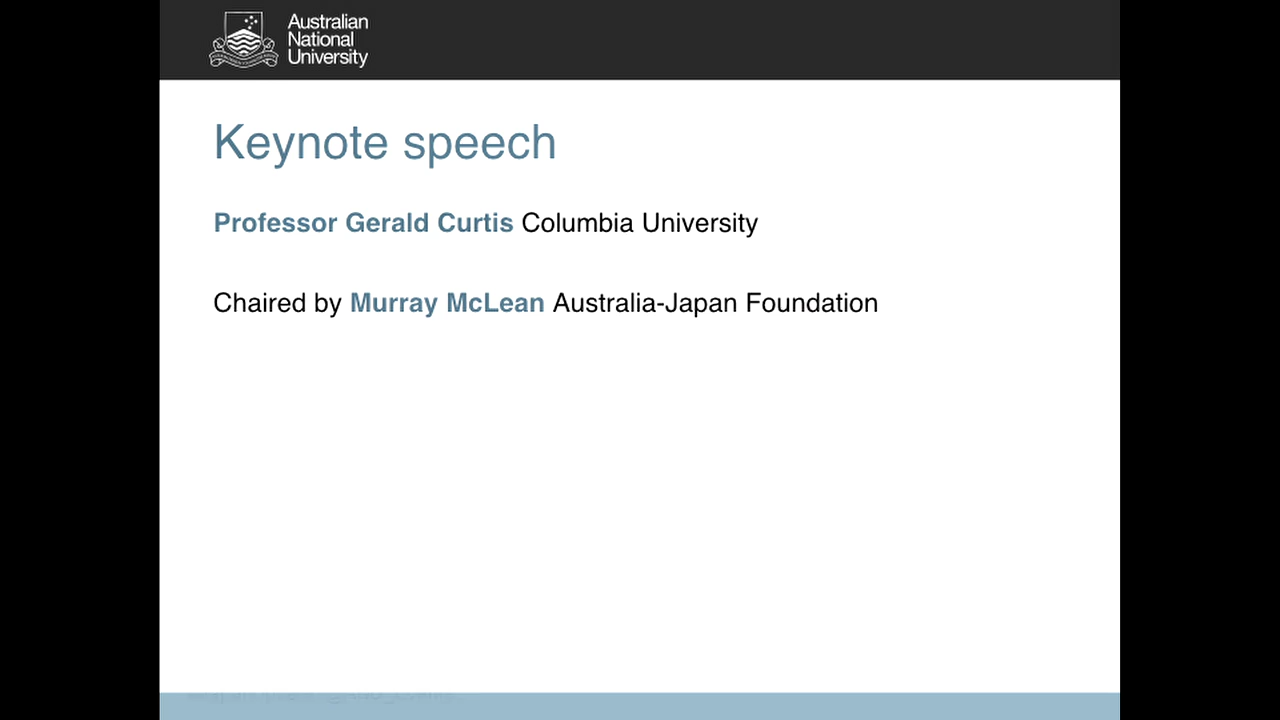 Australian
National
University
Keynote speech
Professor Gerald Curtis Columbia University
Chaired by Murray McLean Australia-Japan Foundation